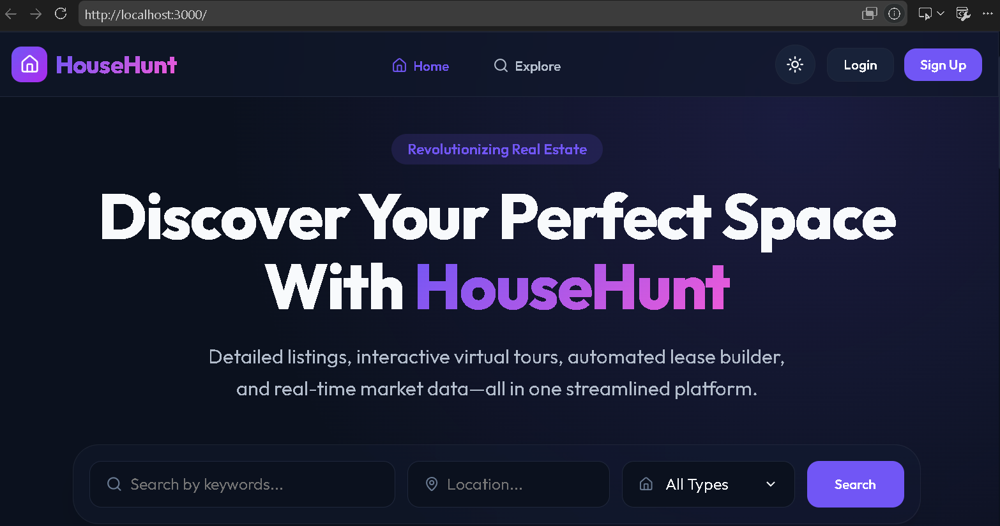 http://localhost:3000/
HouseHunt
Home
Explore
Login
Sign Up
Revolutionizing Real Estate
Discover Your Perfect Space
With HouseHunt
Detailed listings, interactive virtual tours, automated lease builder,
and real-time market data—all in one streamlined platform.
Search by keywords...
Location...
All Types
Search